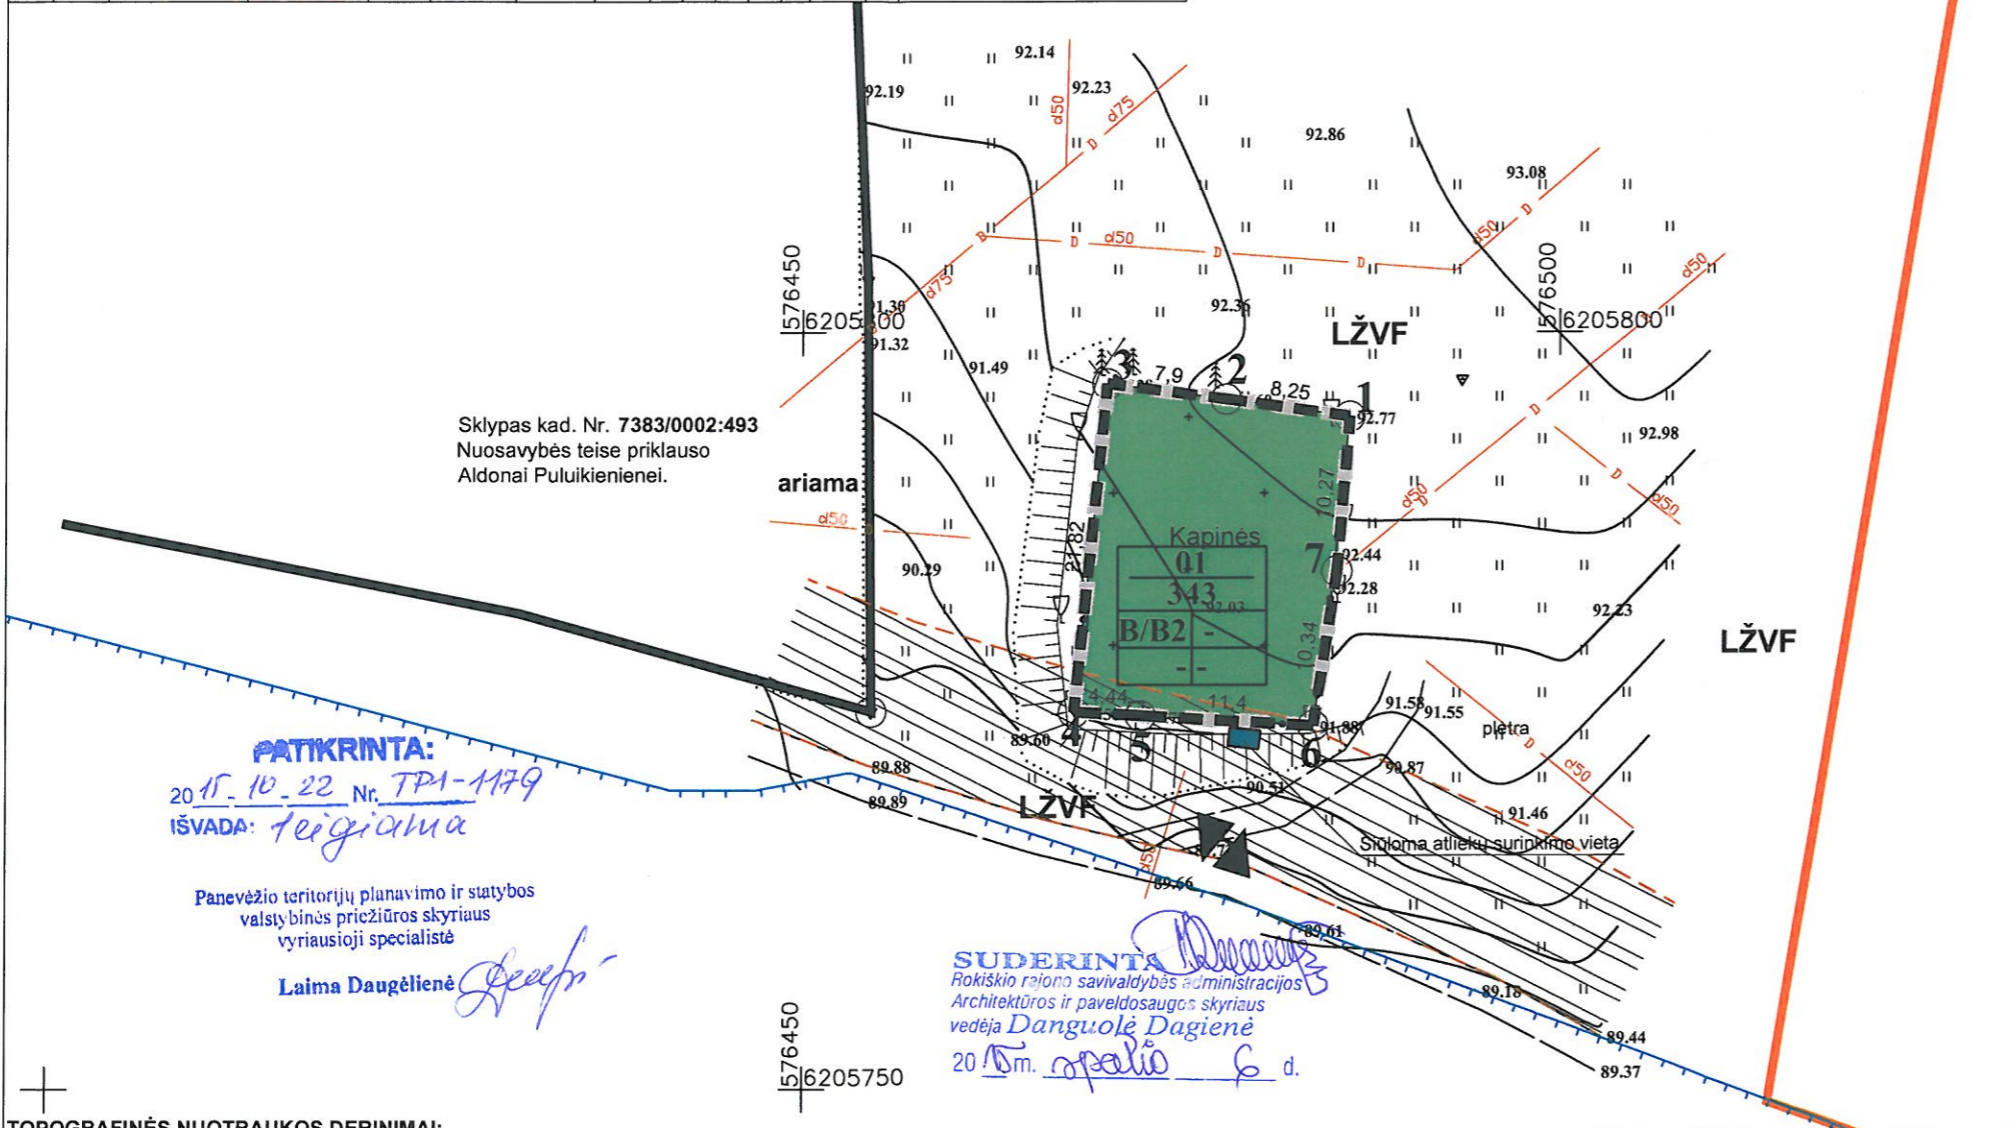 92.14
92.19
92.23
d50
d75
92.86
93.08
d50
d50
d50
576450
6205800
576500
6205800
d75
91.30
91.32
92.36
LŽVF
91.49
3
7,9
2
8,25
1
92.77
92.98
Sklypas kad. Nr. 7383/0002:493
Nuosavybės teise priklauso
Aldonai Puluikienienei.
ariama
d50
10,27
d50
d50
Kapinės
01
343
92.03
B/B2 -
- -
7
92.44
92.28
90.29
92.23
LŽVF
10,34
4,44
11,4
91.58
91.55
91.88
plėtra
4
5
6
89.60
89.88
89.89
90.87
90.51
d50
LŽVF
91.46
Siūloma atliekų surinkimo vieta
d50
89.66
89.61
89.18
89.44
89.37
PATIKRINTA:
2015-10-22 Nr. TP1-1179
IŠVADA: teigiama
Panevėžio teritorijų planavimo ir statybos
valstybinės priežiūros skyriaus
vyriausioji specialistė
Laima Daugėlienė
SUDERINTA
Rokiškio rajono savivaldybės administracijos
Architektūros ir paveldosaugos skyriaus
vedėja Danguolė Dagienė
2015m. spalio 6 d.
576450
6205750
TOPOGRAFINĖS NUOTRAUKOS DERINIMAI: